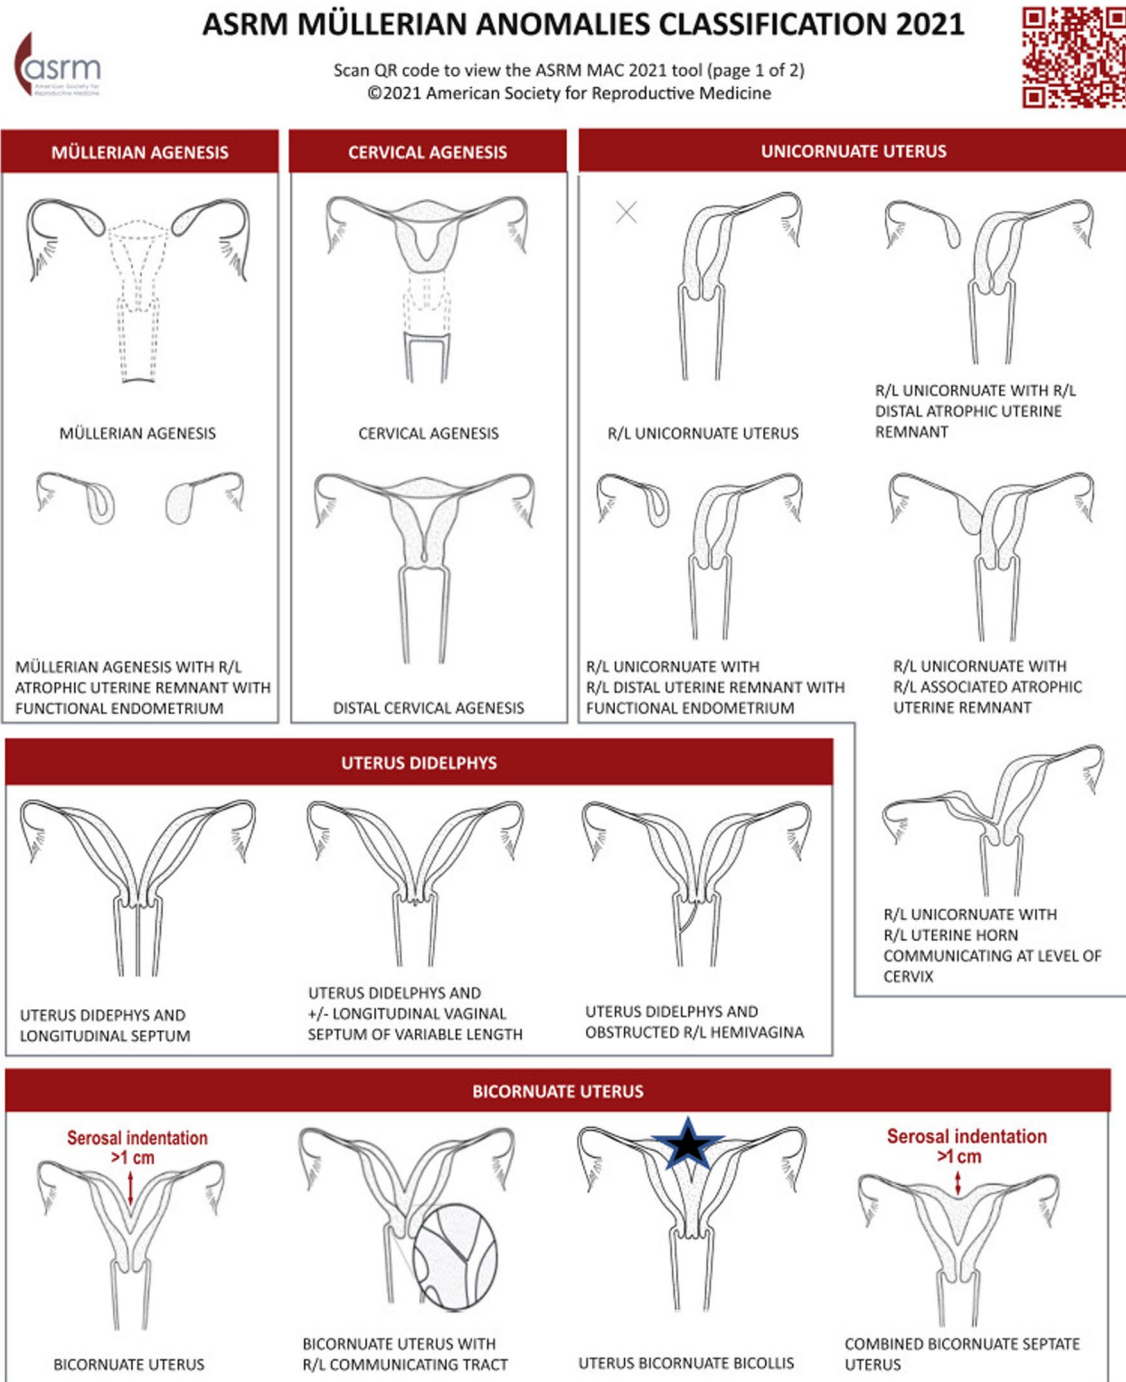 ASRM MÜLLERIAN ANOMALIES CLASSIFICATION 2021
asrm
American Society for
Reproductive Medicine
Scan QR code to view the ASRM MAC 2021 tool (page 1 of 2)
©2021 American Society for Reproductive Medicine
MÜLLERIAN AGENESIS
MÜLLERIAN AGENESIS
MÜLLERIAN AGENESIS WITH R/L
ATROPHIC UTERINE REMNANT WITH
FUNCTIONAL ENDOMETRIUM
CERVICAL AGENESIS
CERVICAL AGENESIS
DISTAL CERVICAL AGENESIS
UNICORNUATE UTERUS
R/L UNICORNUATE UTERUS
R/L UNICORNUATE WITH R/L
DISTAL ATROPHIC UTERINE
REMNANT
R/L UNICORNUATE WITH
R/L DISTAL UTERINE REMNANT WITH
FUNCTIONAL ENDOMETRIUM
R/L UNICORNUATE WITH
R/L ASSOCIATED ATROPHIC
UTERINE REMNANT
R/L UNICORNUATE WITH
R/L UTERINE HORN
COMMUNICATING AT LEVEL OF
CERVIX
UTERUS DIDELPHYS
UTERUS DIDEPHYS AND
LONGITUDINAL SEPTUM
UTERUS DIDELPHYS AND
+/- LONGITUDINAL VAGINAL
SEPTUM OF VARIABLE LENGTH
UTERUS DIDELPHYS AND
OBSTRUCTED R/L HEMIVAGINA
BICORNUATE UTERUS
Serosal indentation
>1 cm
BICORNUATE UTERUS
BICORNUATE UTERUS WITH
R/L COMMUNICATING TRACT
UTERUS BICORNUATE BICOLLIS
Serosal indentation
>1 cm
COMBINED BICORNUATE SEPTATE
UTERUS